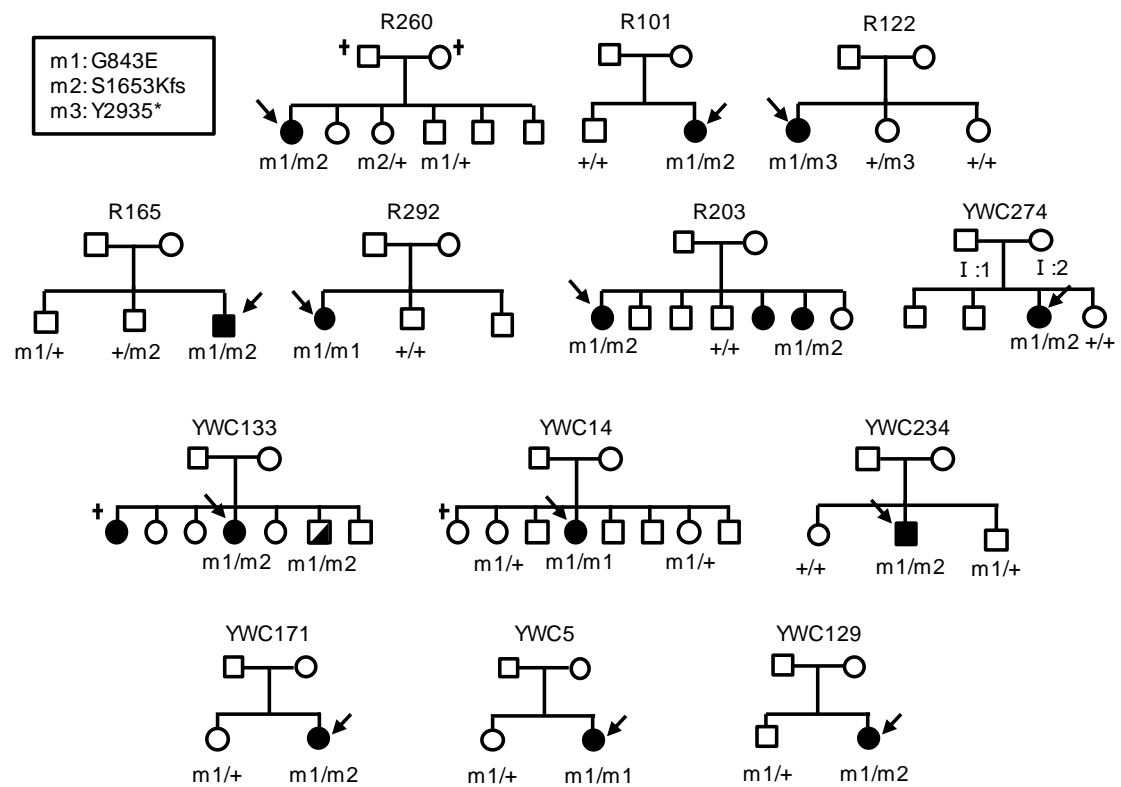 m1: G843E
m2: S1653Kfs
m3: Y2935*
R260
R101
R122
m1/m2 m2/+ m1/+
+/+ m1/m2
m1/m3 +/m3 +/+
R165
R292
R203
YWC274
I :1 I :2
m1/+ +/m2 m1/m2
m1/m1 +/+
m1/m2 +/+ m1/m2
m1/m2 +/+
YWC133
YWC14
YWC234
m1/m2 m1/m2
m1/+ m1/m1 m1/+
+/+ m1/m2 m1/+
YWC171
YWC5
YWC129
m1/+ m1/m2
m1/+ m1/m1
m1/+ m1/m2